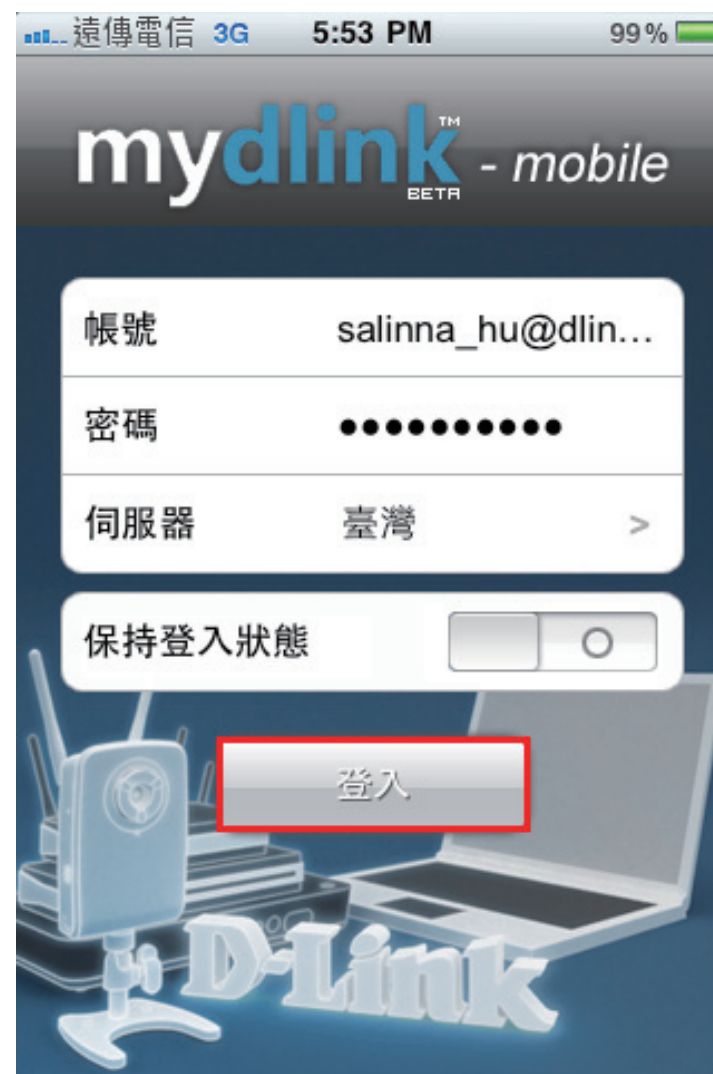 遠傳電信 3G 5:53 PM 99%
mydlink™ - mobile
BETA
帳號 salinna_hu@dlin...
密碼 ●●●●●●●●●●
伺服器 臺灣 >
保持登入狀態
登入
D-Link